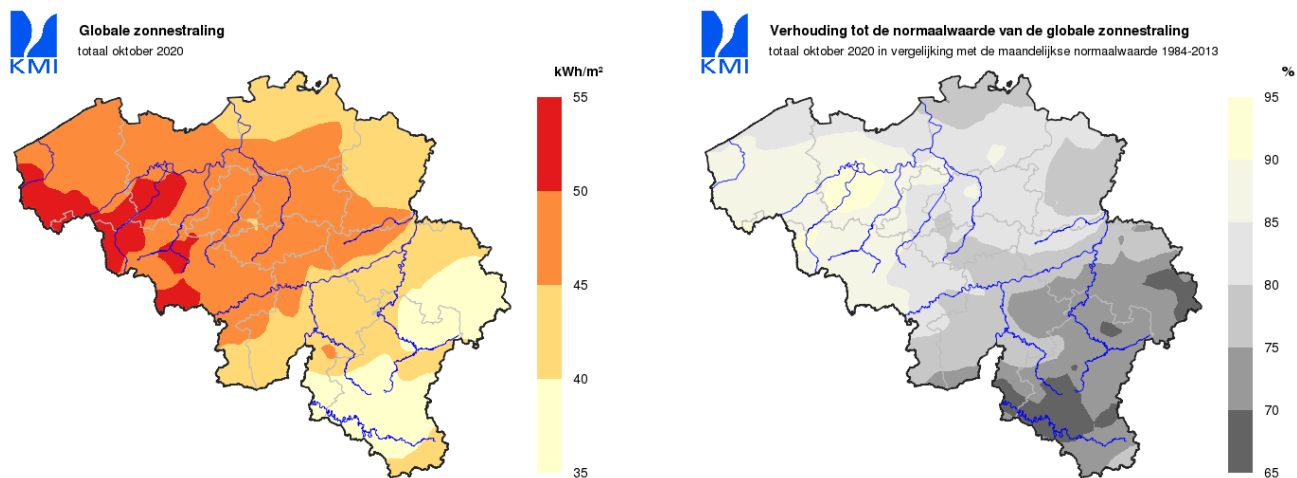 KMI
Globale zonnestraling
totaal oktober 2020
kWh/m²
55
50
45
40
35
KMI
Verhouding tot de normaalwaarde van de globale zonnestraling
totaal oktober 2020 in vergelijking met de maandelijkse normaalwaarde 1984-2013
%
95
90
85
80
75
70
65